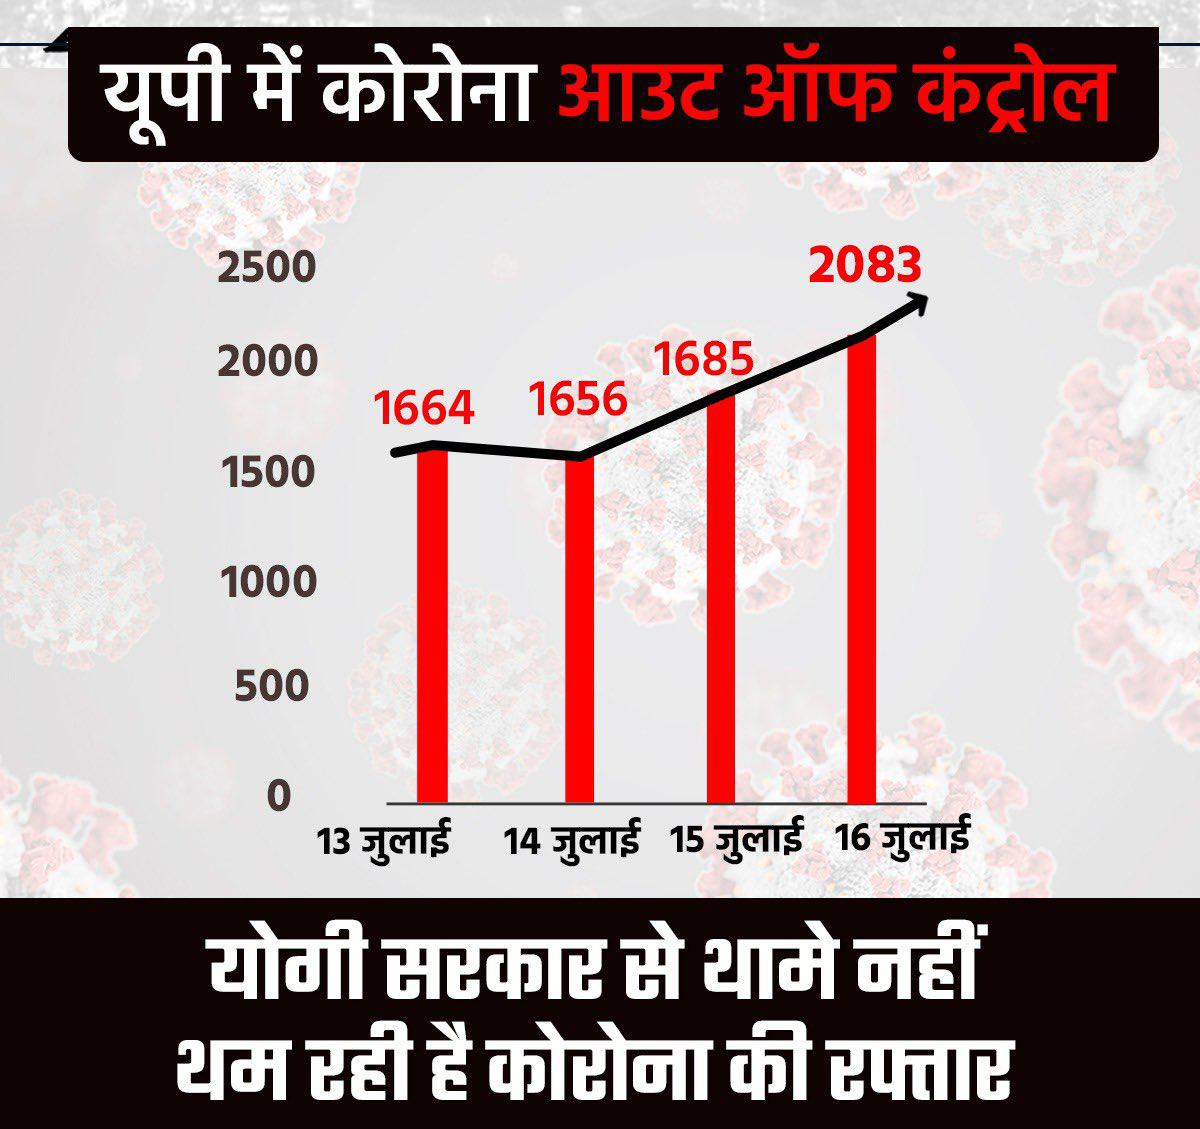 यूपी में कोरोना आउट ऑफ कंट्रोल
2500
2083
2000
1685
1664
1656
1500
1000
500
0
13 जुलाई 14 जुलाई 15 जुलाई 16 जुलाई
योगी सरकार से थामे नहीं
थम रही है कोरोना की रफ्तार